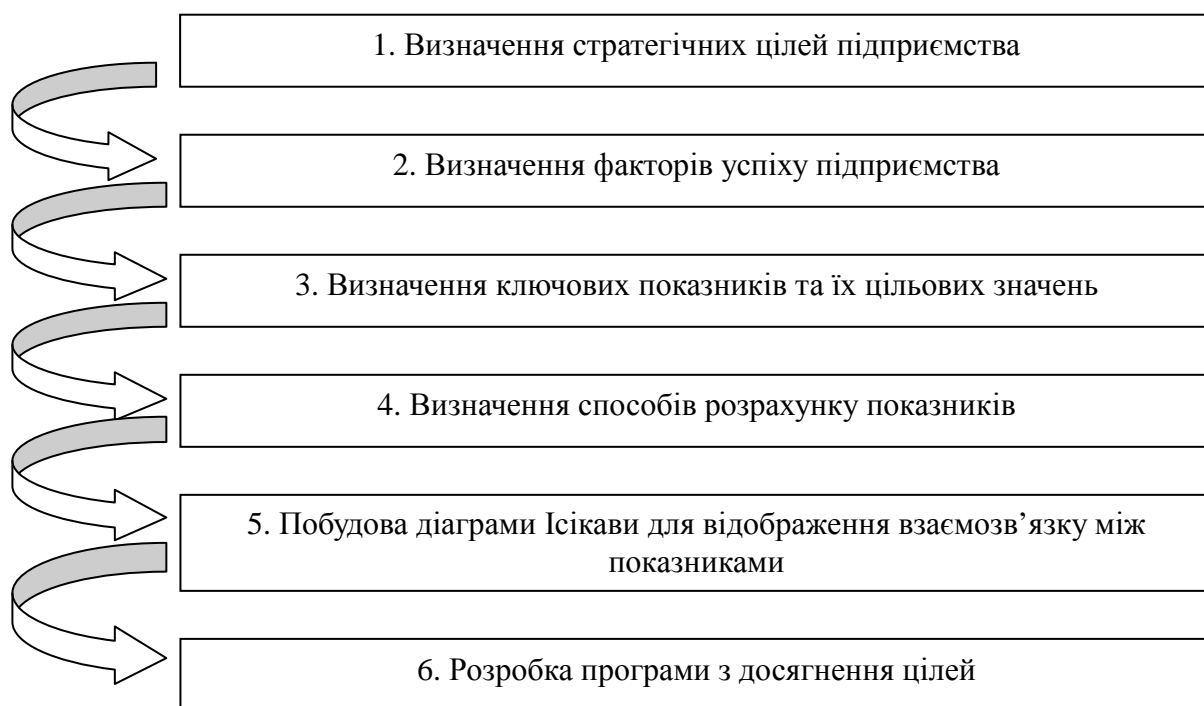 1. Визначення стратегічних цілей підприємства
2. Визначення факторів успіху підприємства
3. Визначення ключових показників та їх цільових значень
4. Визначення способів розрахунку показників
5. Побудова діаграми Ісікави для відображення взаємозв’язку між
показниками
6. Розробка програми з досягнення цілей